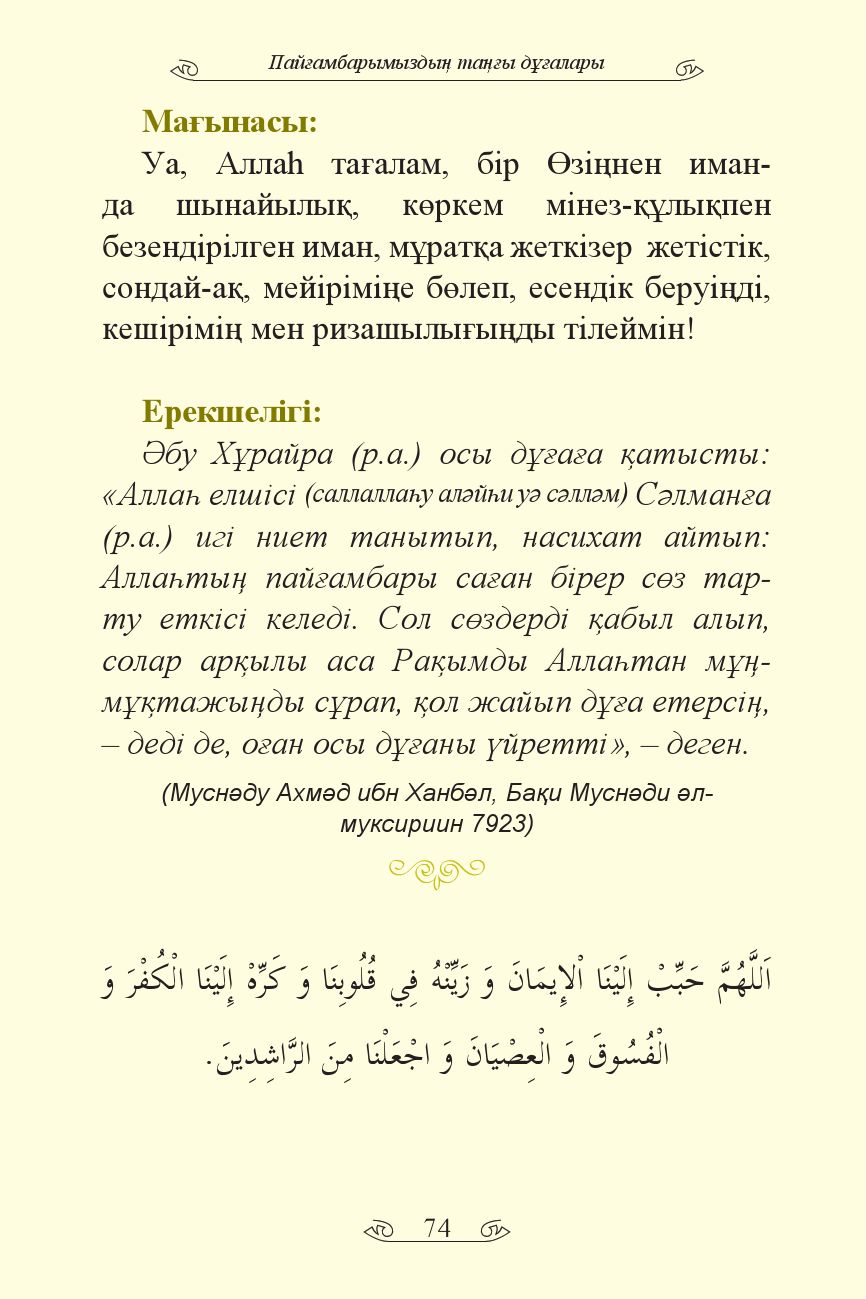 Пайғамбарымыздың таңғы дұғалары
Мағынасы:
Уа, Аллаһ тағалам, бір Өзіңнен иман-
да шынайылық, көркем мінез-құлықпен
безендірілген иман, мұратқа жеткізер жетістік,
сондай-ақ, мейіріміңе бөлеп, есендік беруіңді,
кешірімің мен ризашылығыңды тілеймін!
Ерекшелігі:
Әбу Хұрайра (р.а.) осы дұғаға қатысты:
«Аллаһ елшісі (саллаллаһу аләйһи уә сәлләм) Сәлманға
(р.а.) игі ниет танытып, насихат айтып:
Аллаһтың пайғамбары саған бірер сөз тар-
ту еткісі келеді. Сол сөздерді қабыл алып,
солар арқылы аса Рақымды Аллаһтан мұң-
мұқтажыңды сұрап, қол жайып дұға етерсің,
– деді де, оған осы дұғаны үйретті», – деген.
(Муснәду Ахмәд ибн Ханбәл, Бақи Муснәди әл-
муксириин 7923)
اَللَّهُمَّ حَبِّبْ إِلَيْنَا اْلإِيمَانَ وَ زَيِّنْهُ فِي قُلُوبِنَا وَ كَرِّهْ إِلَيْنَا الْكُفْرَ وَ
الْفُسُوقَ وَ الْعِصْيَانَ وَ اجْعَلْنَا مِنَ الرَّاشِدِينَ.
74